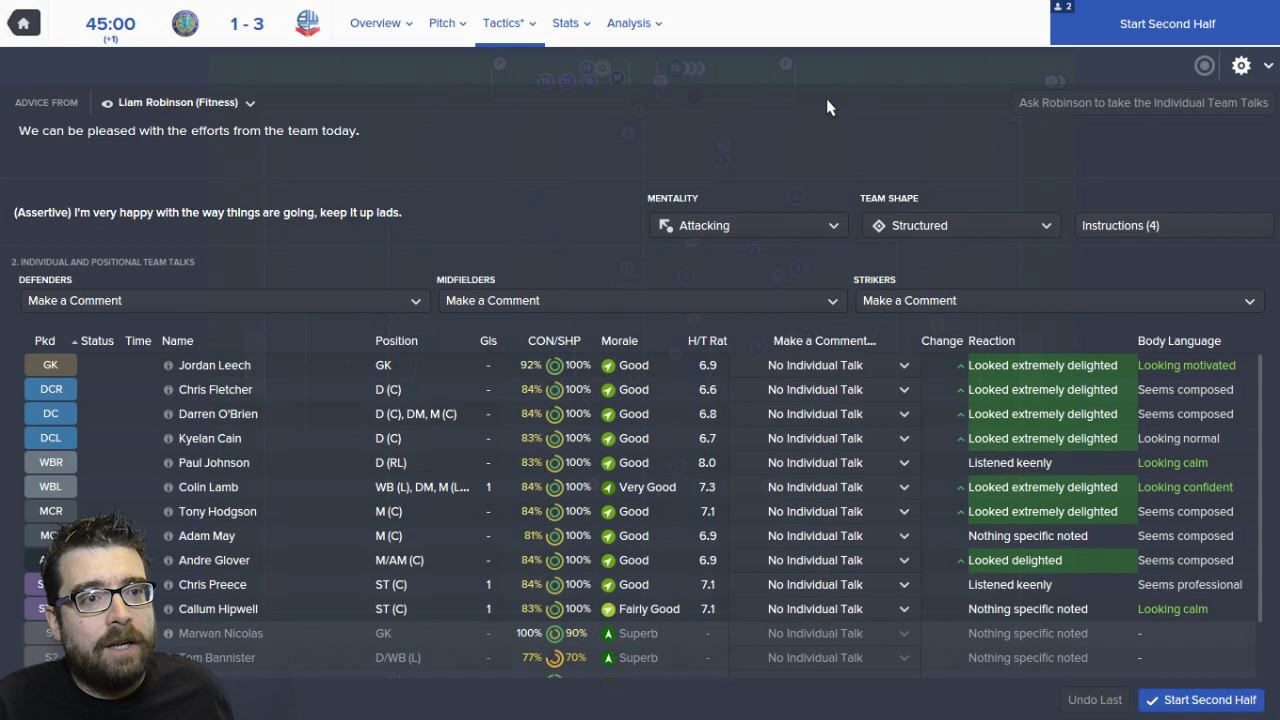 45:00
(+1)
1 - 3
Overview
Pitch
Tactics*
Stats
Analysis
2
Start Second Half
ADVICE FROM
Liam Robinson (Fitness)
Ask Robinson to take the Individual Team Talks
We can be pleased with the efforts from the team today.
(Assertive) I'm very happy with the way things are going, keep it up lads.
MENTALITY
Attacking
TEAM SHAPE
Structured
Instructions (4)
2. INDIVIDUAL AND POSITIONAL TEAM TALKS
DEFENDERS
MIDFIELDERS
STRIKERS
Make a Comment
Make a Comment
Make a Comment
Pkd Status Time Name Position Gls CON/SHP Morale H/T Rat Make a Comment... Change Reaction Body Language
GK Jordan Leech GK - 92% 100% Good 6.9 No Individual Talk Looked extremely delighted Looking motivated
DCR Chris Fletcher D (C) - 84% 100% Good 6.6 No Individual Talk Looked extremely delighted Seems composed
DC Darren O'Brien D (C), DM, M (C) - 84% 100% Good 6.8 No Individual Talk Looked extremely delighted Seems composed
DCL Kyelan Cain D (C) - 83% 100% Good 6.7 No Individual Talk Looked extremely delighted Looking normal
WBR Paul Johnson D (RL) - 83% 100% Good 8.0 No Individual Talk Listened keenly Looking calm
WBL Colin Lamb WB (L), DM, M (L... 1 84% 100% Very Good 7.3 No Individual Talk Looked extremely delighted Looking confident
MCR Tony Hodgson M (C) - 84% 100% Good 7.1 No Individual Talk Looked extremely delighted Seems composed
Adam May M (C) - 81% 100% Good 6.9 No Individual Talk Nothing specific noted Seems composed
Andre Glover M/AM (C) - 84% 100% Good 6.9 No Individual Talk Looked delighted Seems composed
Chris Preece ST (C) 1 84% 100% Good 7.1 No Individual Talk Listened keenly Seems professional
Callum Hipwell ST (C) 1 83% 100% Fairly Good 7.1 No Individual Talk Nothing specific noted Looking calm
Marwan Nicolas GK - 100% 90% Superb - No Individual Talk Nothing specific noted -
S2 Tom Bannister D/WB (L) - 77% 70% Superb - No Individual Talk Nothing specific noted -
Undo Last
Start Second Half